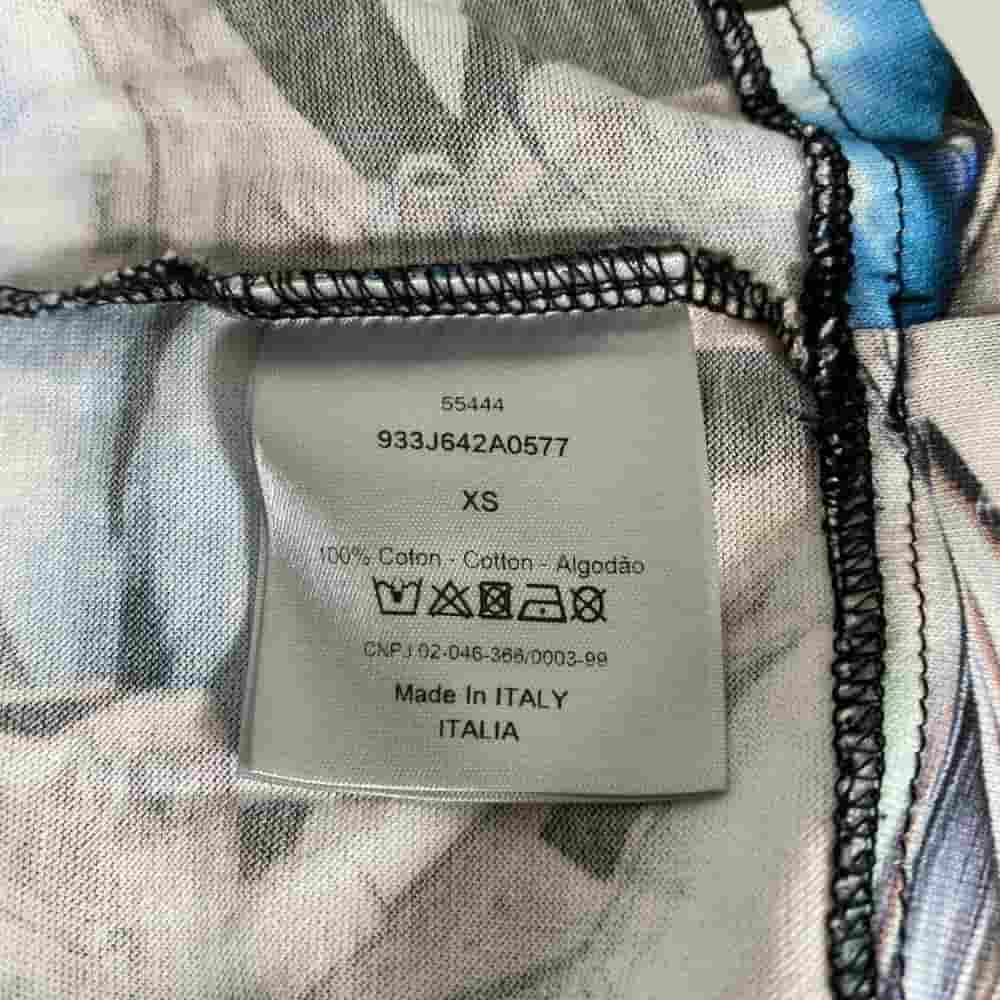 55444
933J642A0577
XS
100% Coton - Cotton - Algodão
CNPJ 02-046-366/0003-99
Made In ITALY
ITALIA